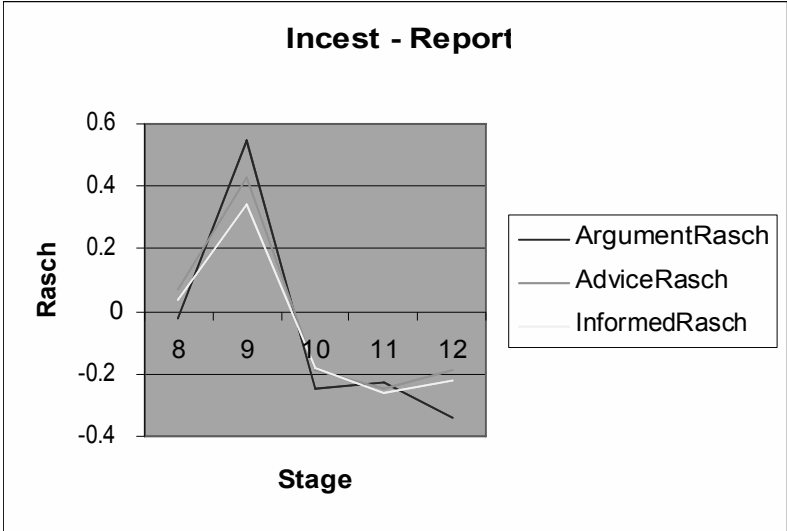 Incest - Report
0.6
0.4
0.2
0
-0.2
-0.4
Rasch
8 9 10 11 12
Stage
ArgumentRasch
AdviceRasch
InformedRasch